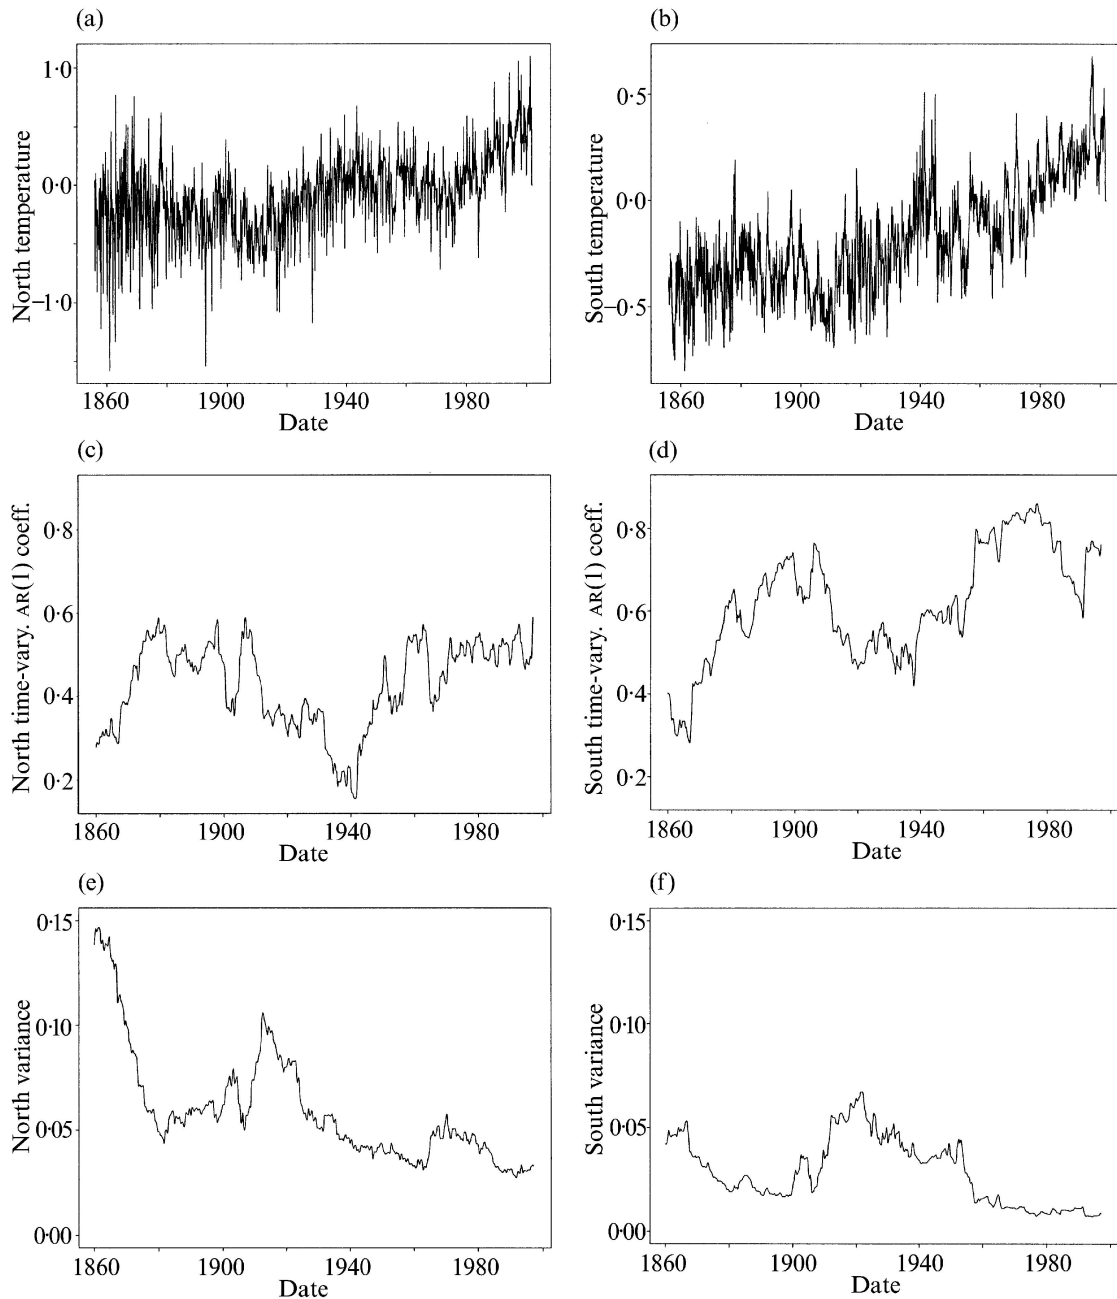 (a)
North temperature
1·0
0·0
−1·0
1860 1900 1940 1980
Date
(b)
South temperature
0·5
0·0
−0·5
1860 1900 1940 1980
Date
(c)
North time-vary. AR(1) coeff.
0·8
0·6
0·4
0·2
1860 1900 1940 1980
Date
(d)
South time-vary. AR(1) coeff.
0·8
0·6
0·4
0·2
1860 1900 1940 1980
Date
(e)
North variance
0·15
0·10
0·05
0·00
1860 1900 1940 1980
Date
(f)
South variance
0·15
0·10
0·05
0·00
1860 1900 1940 1980
Date